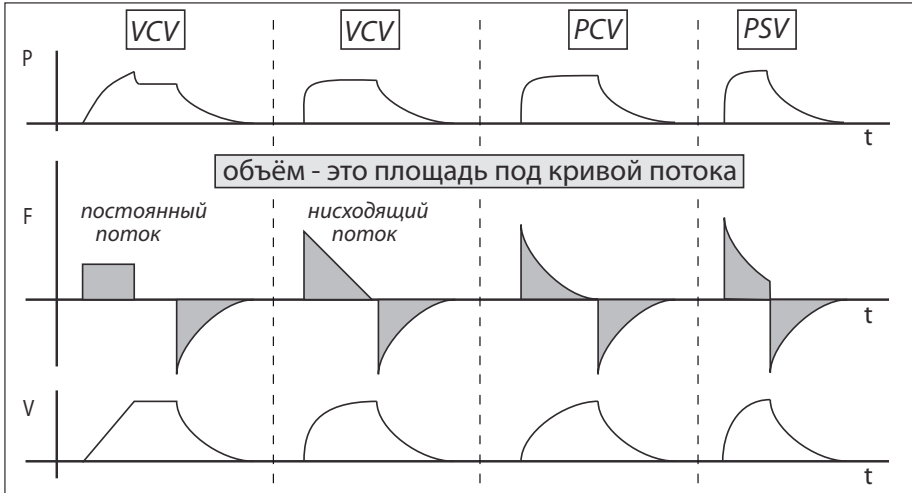 VCV
VCV
PCV
PSV
P
t
объём - это площадь под кривой потока
F
постоянный
поток
нисходящий
поток
t
V
t